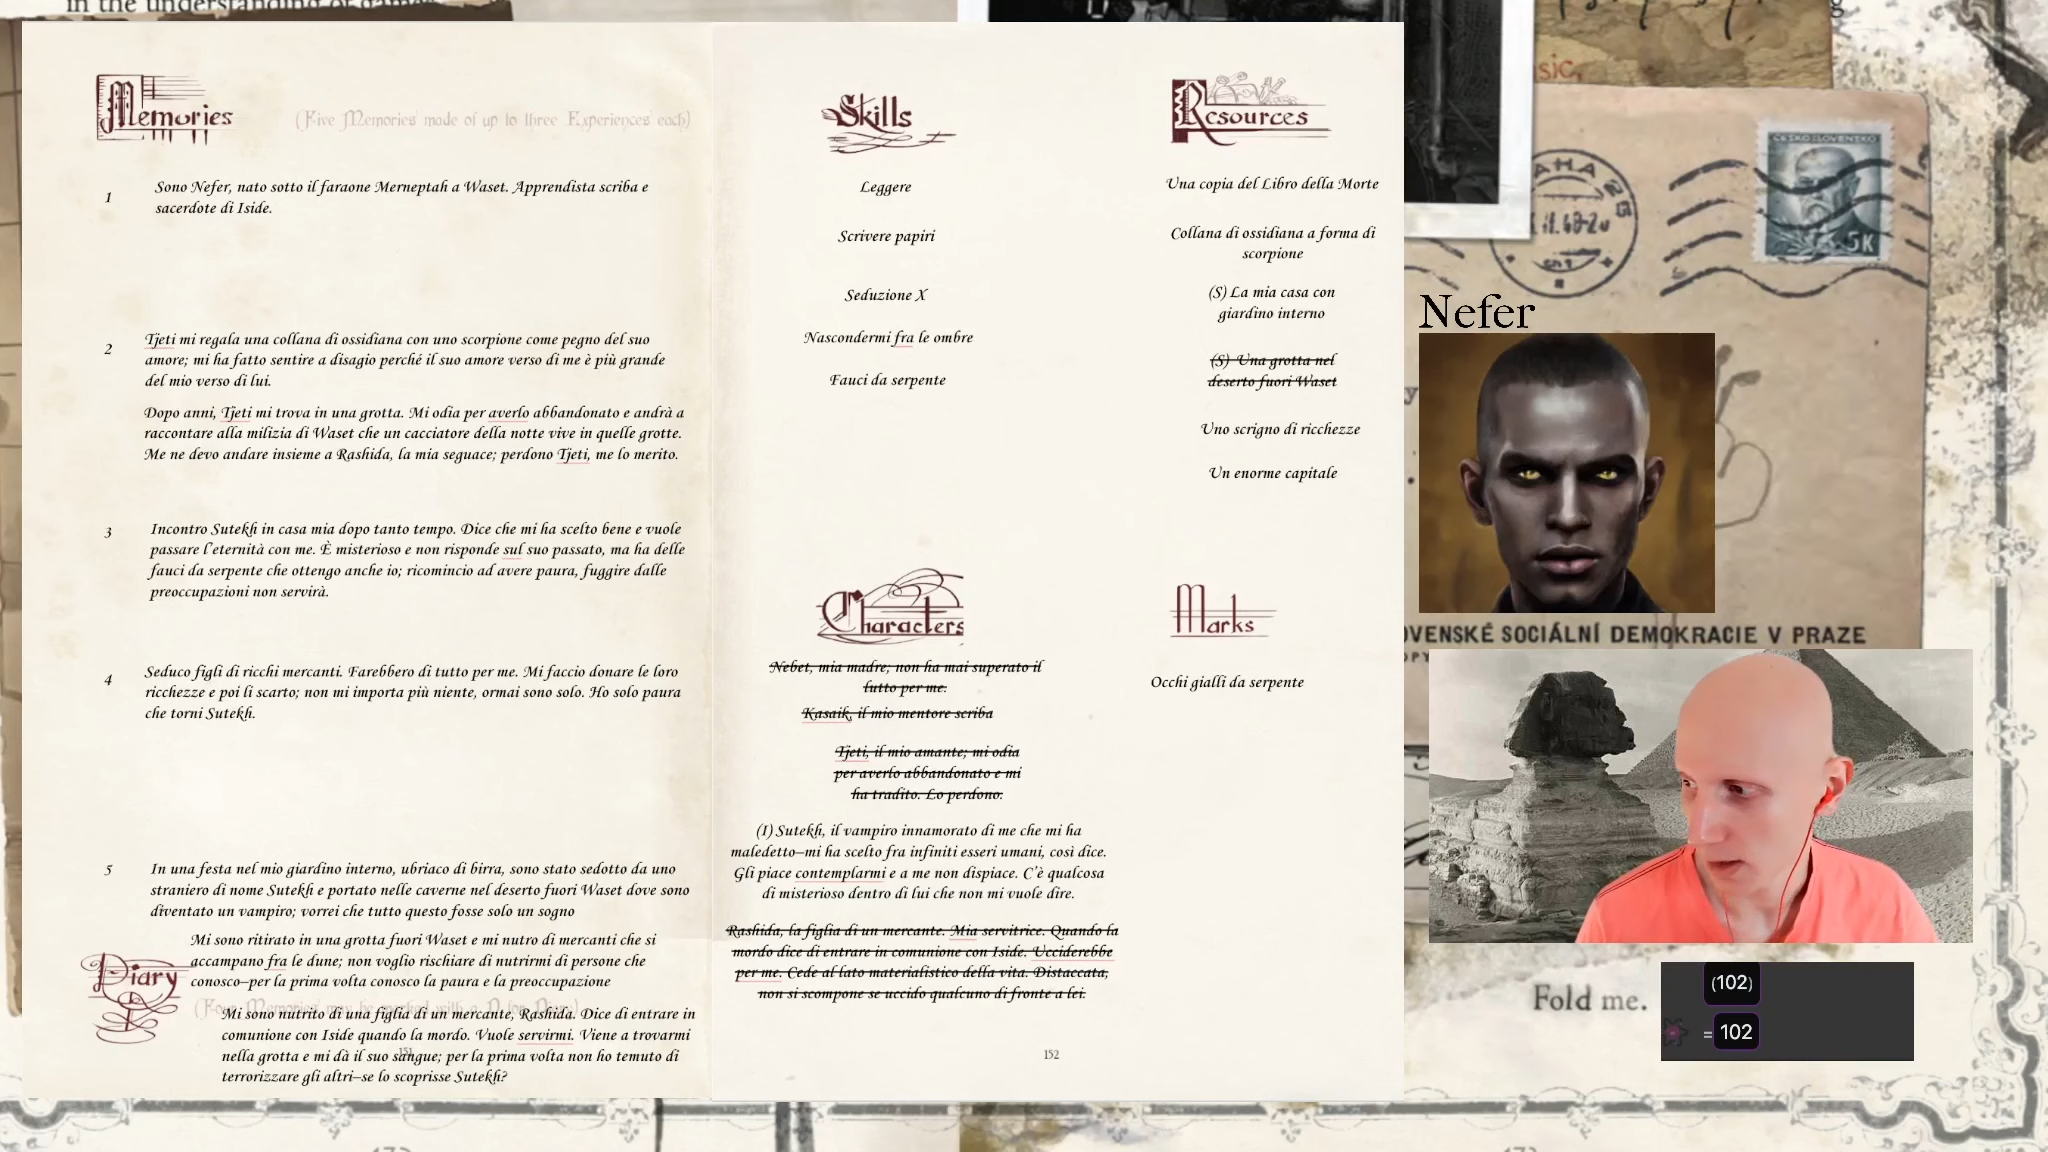 in the understanding of games
Memories
(Five Memories made of up to three Experiences each)
1
Sono Nefer, nato sotto il faraone Merneptah a Waset. Apprendista scriba e
sacerdote di Iside.
2
Tjeti mi regala una collana di ossidiana con uno scorpione come pegno del suo
amore; mi ha fatto sentire a disagio perché il suo amore verso di me è più grande
del mio verso di lui.
Dopo anni, Tjeti mi trova in una grotta. Mi odia per averlo abbandonato e andrà a
raccontare alla milizia di Waset che un cacciatore della notte vive in quelle grotte.
Me ne devo andare insieme a Rashida, la mia seguace; perdono Tjeti, me lo merito.
3
Incontro Sutekh in casa mia dopo tanto tempo. Dice che mi ha scelto bene e vuole
passare l'eternità con me. È misterioso e non risponde sul suo passato, ma ha delle
fauci da serpente che ottengo anche io; ricomincio ad avere paura, fuggire dalle
preoccupazioni non servirà.
4
Seduco figli di ricchi mercanti. Farebbero di tutto per me. Mi faccio donare le loro
ricchezze e poi li scarto; non mi importa più niente, ormai sono solo. Ho solo paura
che torni Sutekh.
5
In una festa nel mio giardino interno, ubriaco di birra, sono stato sedotto da uno
straniero di nome Sutekh e portato nelle caverne nel deserto fuori Waset dove sono
diventato un vampiro; vorrei che tutto questo fosse solo un sogno
Mi sono ritirato in una grotta fuori Waset e mi nutro di mercanti che si
accampano fra le dune; non voglio rischiare di nutrirmi di persone che
conosco–per la prima volta conosco la paura e la preoccupazione
Diary
(Four Memories may be marked with a D for Diary)
Mi sono nutrito di una figlia di un mercante, Rashida. Dice di entrare in
comunione con Iside quando la mordo. Vuole servirmi. Viene a trovarmi
nella grotta e mi dà il suo sangue; per la prima volta non ho temuto di
terrorizzare gli altri–se lo scoprisse Sutekh?
151
Skills
Leggere
Scrivere papiri
Seduzione X
Nascondermi fra le ombre
Fauci da serpente
Resources
Una copia del Libro della Morte
Collana di ossidiana a forma di
scorpione
(S) La mia casa con
giardino interno
(S) Una grotta nel
deserto fuori Waset
Uno scrigno di ricchezze
Un enorme capitale
Characters
Nebet, mia madre; non ha mai superato il
lutto per me.
Kasaik, il mio mentore scriba
Tjeti, il mio amante; mi odia
per averlo abbandonato e mi
ha tradito. Lo perdono.
(I) Sutekh, il vampiro innamorato di me che mi ha
maledetto–mi ha scelto fra infiniti esseri umani, così dice.
Gli piace contemplarmi e a me non dispiace. C'è qualcosa
di misterioso dentro di lui che non mi vuole dire.
Rashida, la figlia di un mercante. Mia servitrice. Quando la
mordo dice di entrare in comunione con Iside. Ucciderebbe
per me. Cede al lato materialistico della vita. Distaccata,
non si scompone se uccido qualcuno di fronte a lei.
Marks
Occhi gialli da serpente
152
ČESKOSLOVENSKO
5K
Nefer
OVENSKÉ SOCIÁLNÍ DEMOKRACIE V PRAZE
Fold me.
(102)
=102